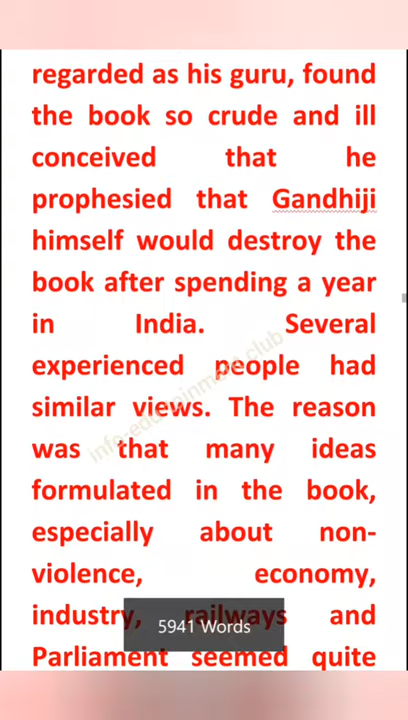 regarded as his guru, found
the book so crude and ill
conceived that he
prophesied that Gandhiji
himself would destroy the
book after spending a year
in India. Several
experienced people had
similar views. The reason
was that many ideas
formulated in the book,
especially about non-
violence, economy,
industry, railways and
Parliament seemed quite
5941 Words